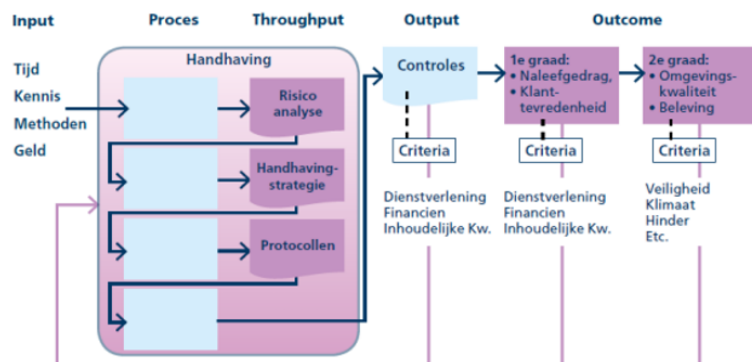 Input
Proces
Throughput
Output
Outcome
Tijd
Kennis
Methoden
Geld
Handhaving
Risico
analyse
Handhaving-
strategie
Protocollen
Controles
1e graad:
• Naleefgedrag,
• Klant-
tevredenheid
2e graad:
• Omgevings-
kwaliteit
• Beleving
Criteria
Criteria
Criteria
Dienstverlening
Financien
Inhoudelijke Kw.
Dienstverlening
Financien
Inhoudelijke Kw.
Veiligheid
Klimaat
Hinder
Etc.